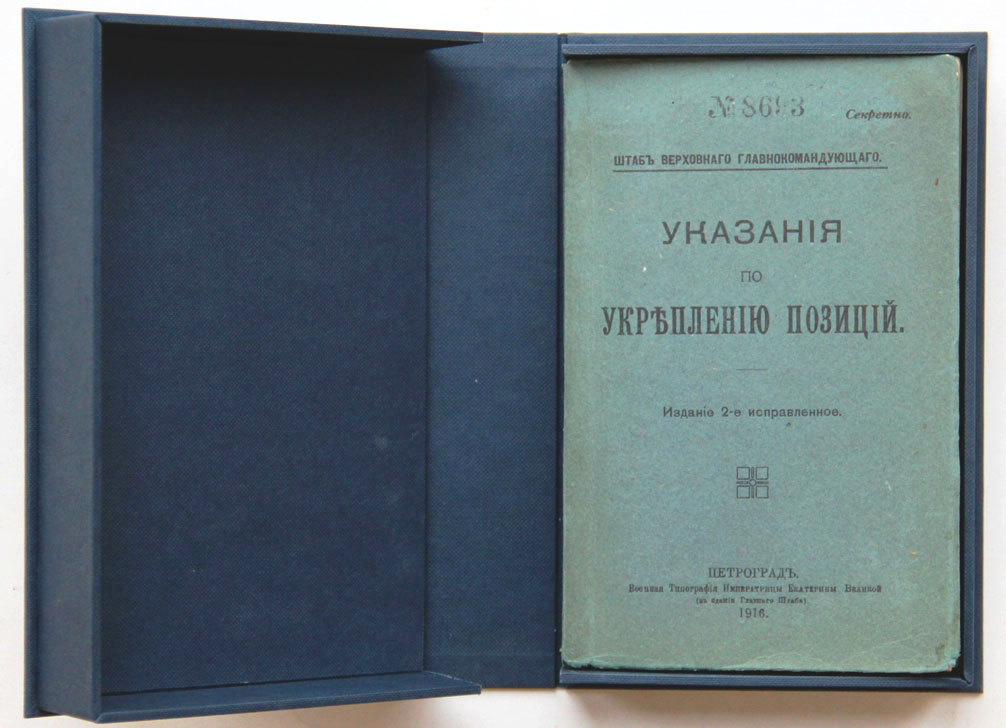 № 8693
Секретно.
ШТАБЪ ВЕРХОВНАГО ГЛАВНОКОМАНДУЮЩАГО.
УКАЗАНІЯ
ПО
УКРѢПЛЕНІЮ ПОЗИЦІЙ.
Изданіе 2-е исправленное.
ПЕТРОГРАДЪ.
Военная Типографія Императрицы Екатерины Великой
(въ зданіи Главнаго Штаба).
1916.